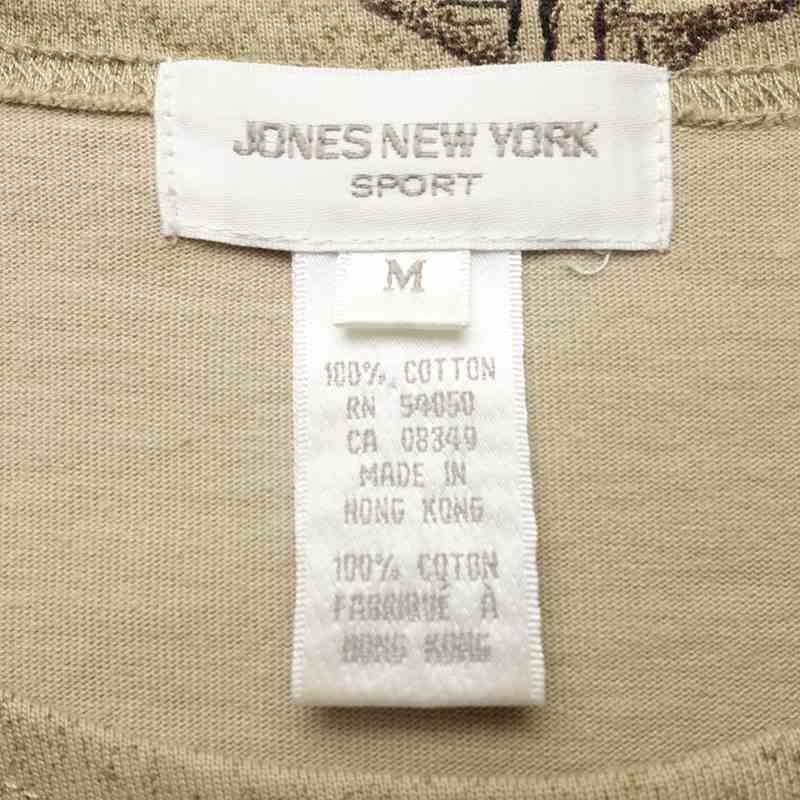 JONES NEW YORK
SPORT
M
100% COTTON
RN 54050
CA 08349
MADE IN
HONG KONG
100% COTON
FABRIQUÉ À
HONG KONG